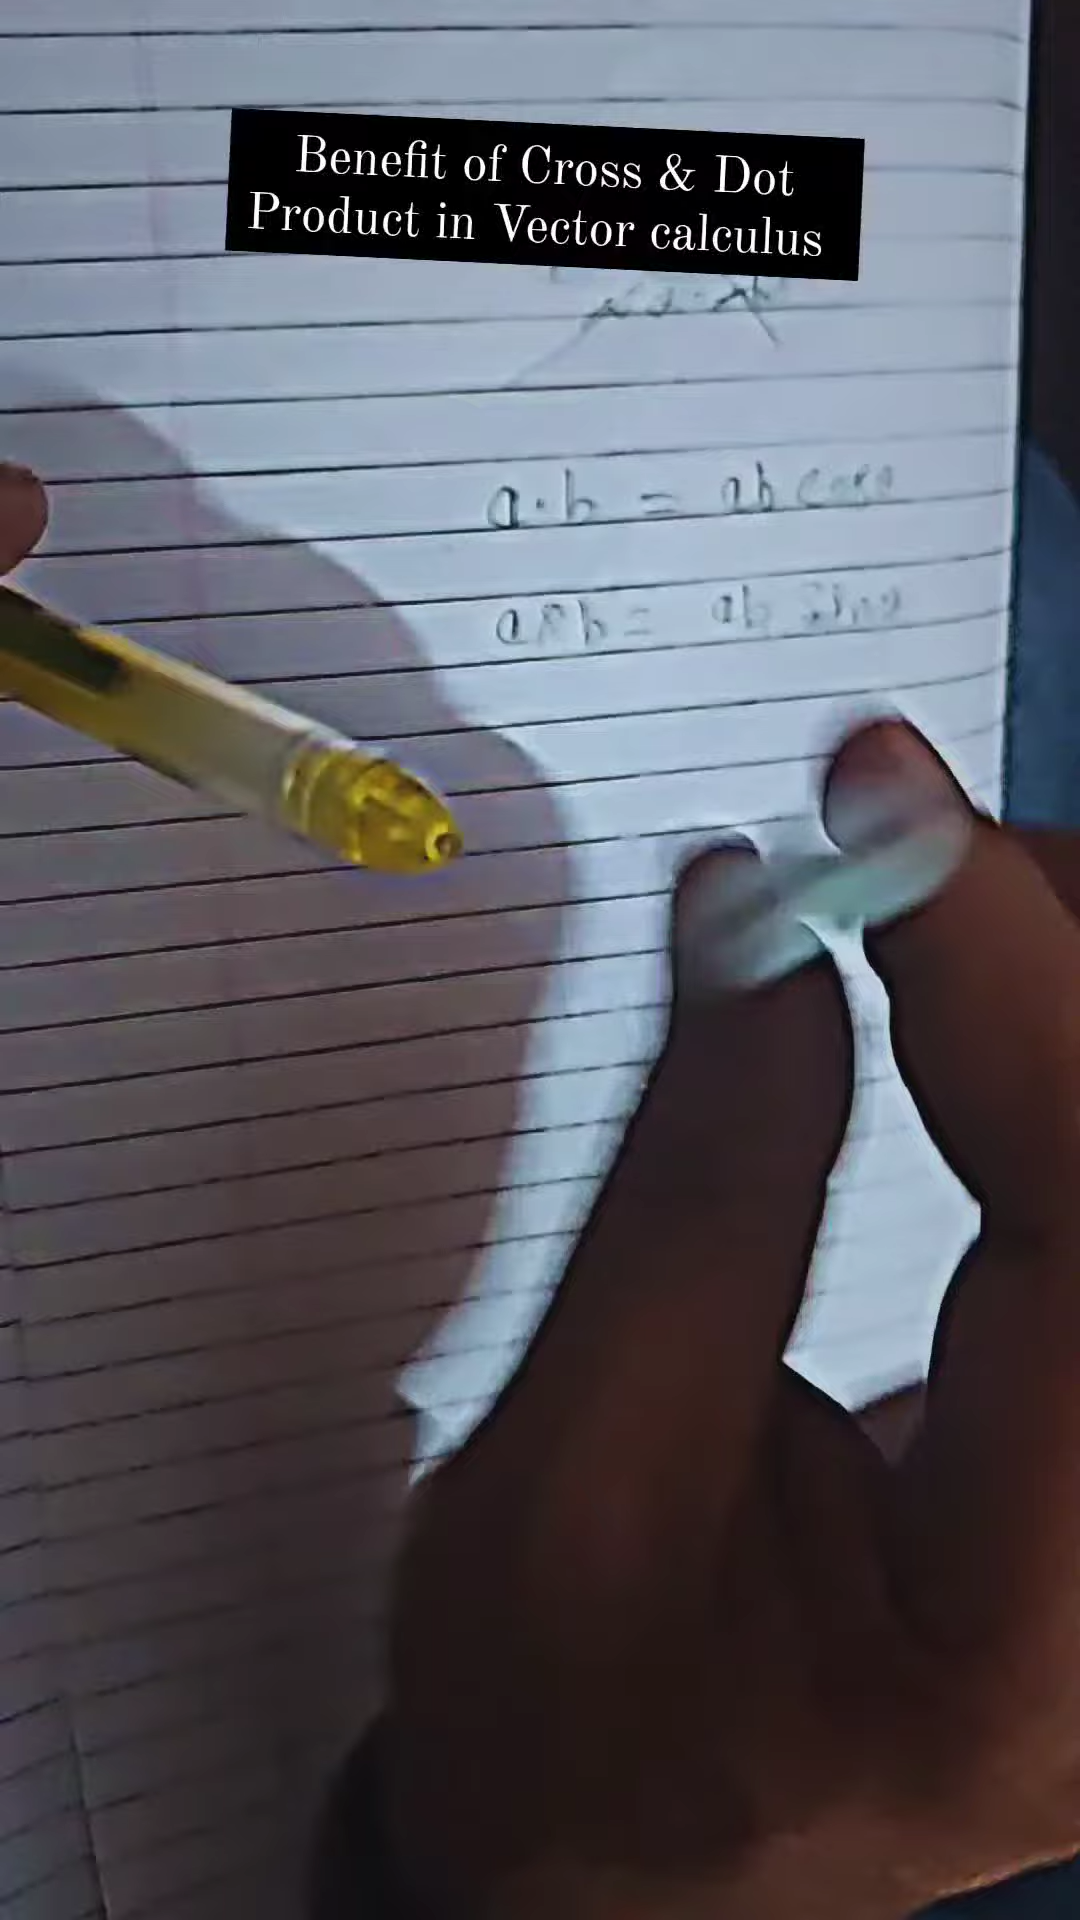 Benefit of Cross & Dot
Product in Vector calculus
a·b = ab cosθ
a×b = ab sinθ